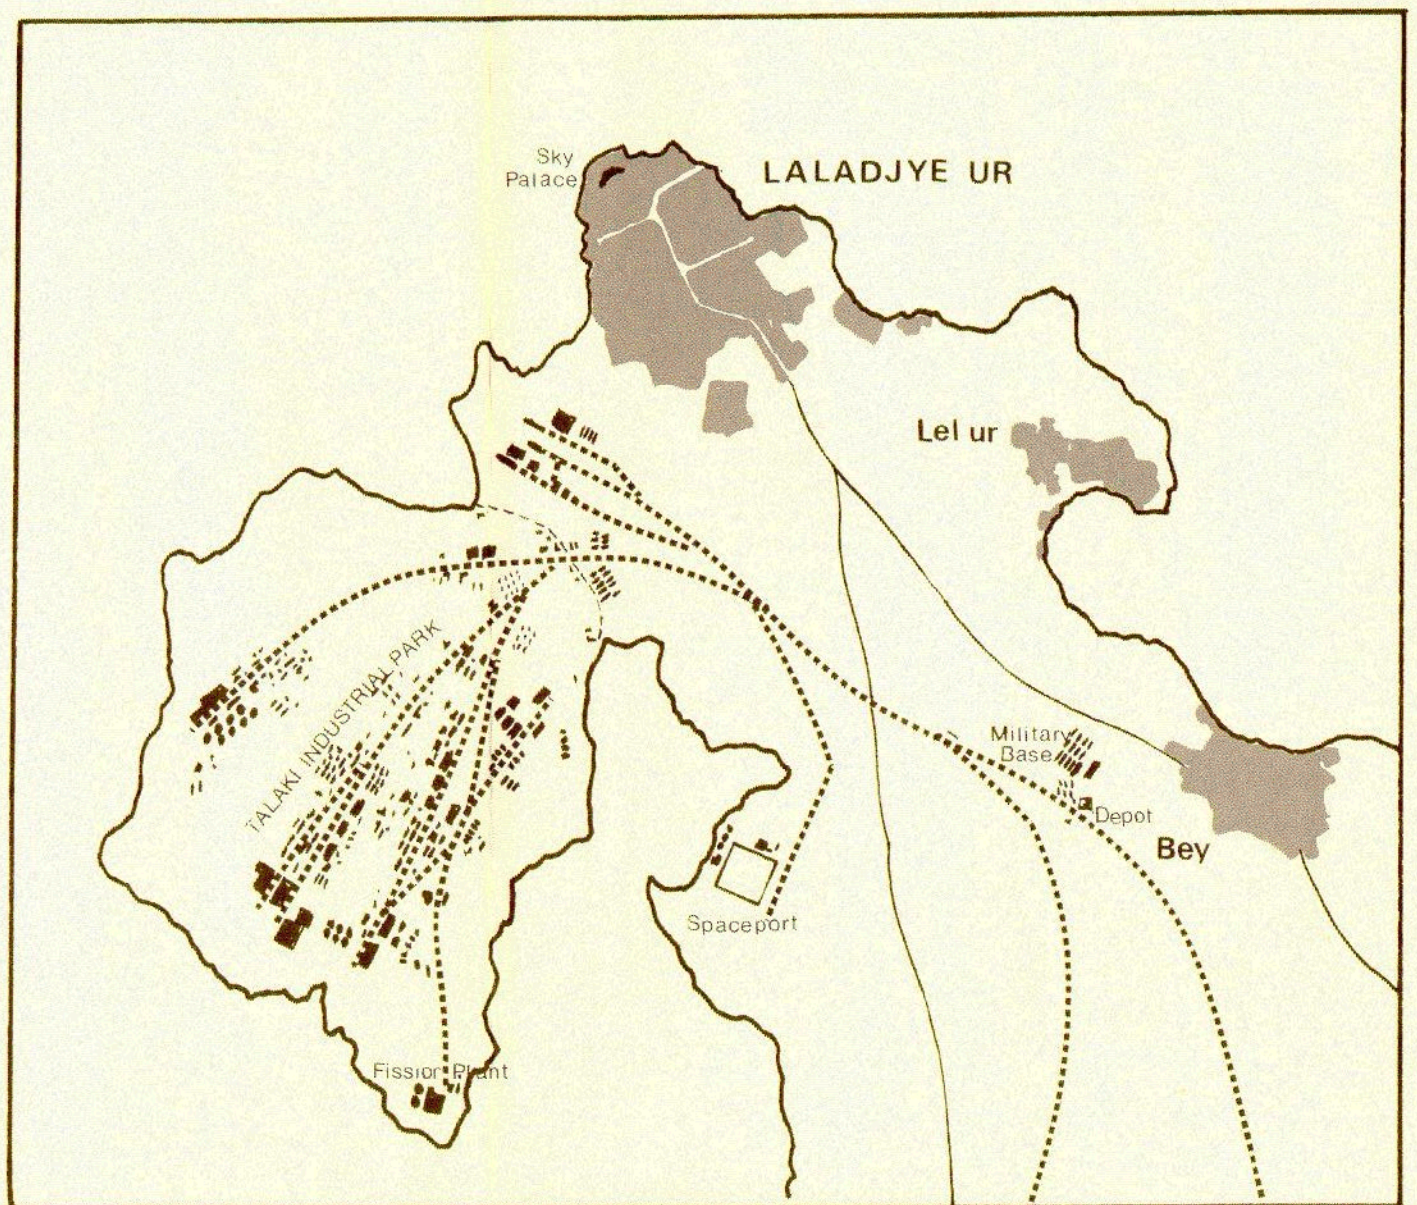 Sky
Palace
LALADJYE UR
Lel ur
TALAKI INDUSTRIAL PARK
Military
Base
Depot
Bey
Spaceport
Fission Plant